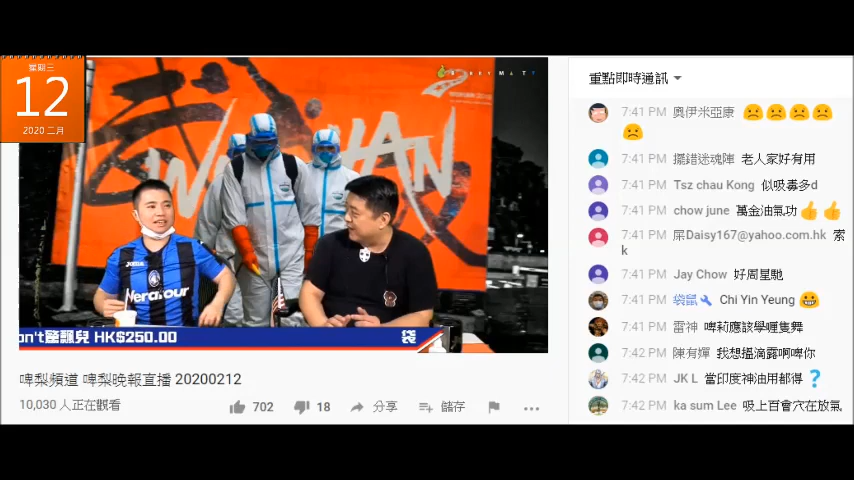 星期三
12
2020 二月
WUHAN
Nerazzurr
on't驚飄兒 HK$250.00
袋
啤梨頻道 啤梨晚報直播 20200212
10,030 人正在觀看
702
18
分享
儲存
重點即時通訊
7:41 PM 奧伊米亞康 ☹️☹️☹️☹️
☹️
7:41 PM 擺錯迷魂陣 老人家好有用
7:41 PM Tsz chau Kong 似吸毒多d
7:41 PM chow june 萬金油氣功👍👍
7:41 PM 屎Daisy167@yahoo.com.hk 索
k
7:41 PM Jay Chow 好周星馳
7:41 PM 袋鼠🔧 Chi Yin Yeung 😁
7:41 PM 雷神 啤莉應該學喱隻舞
7:42 PM 陳有嬋 我想搵滴露啊啤你
7:42 PM JK L 當印度神油用都得❓
7:42 PM ka sum Lee 吸上百會穴在放氣